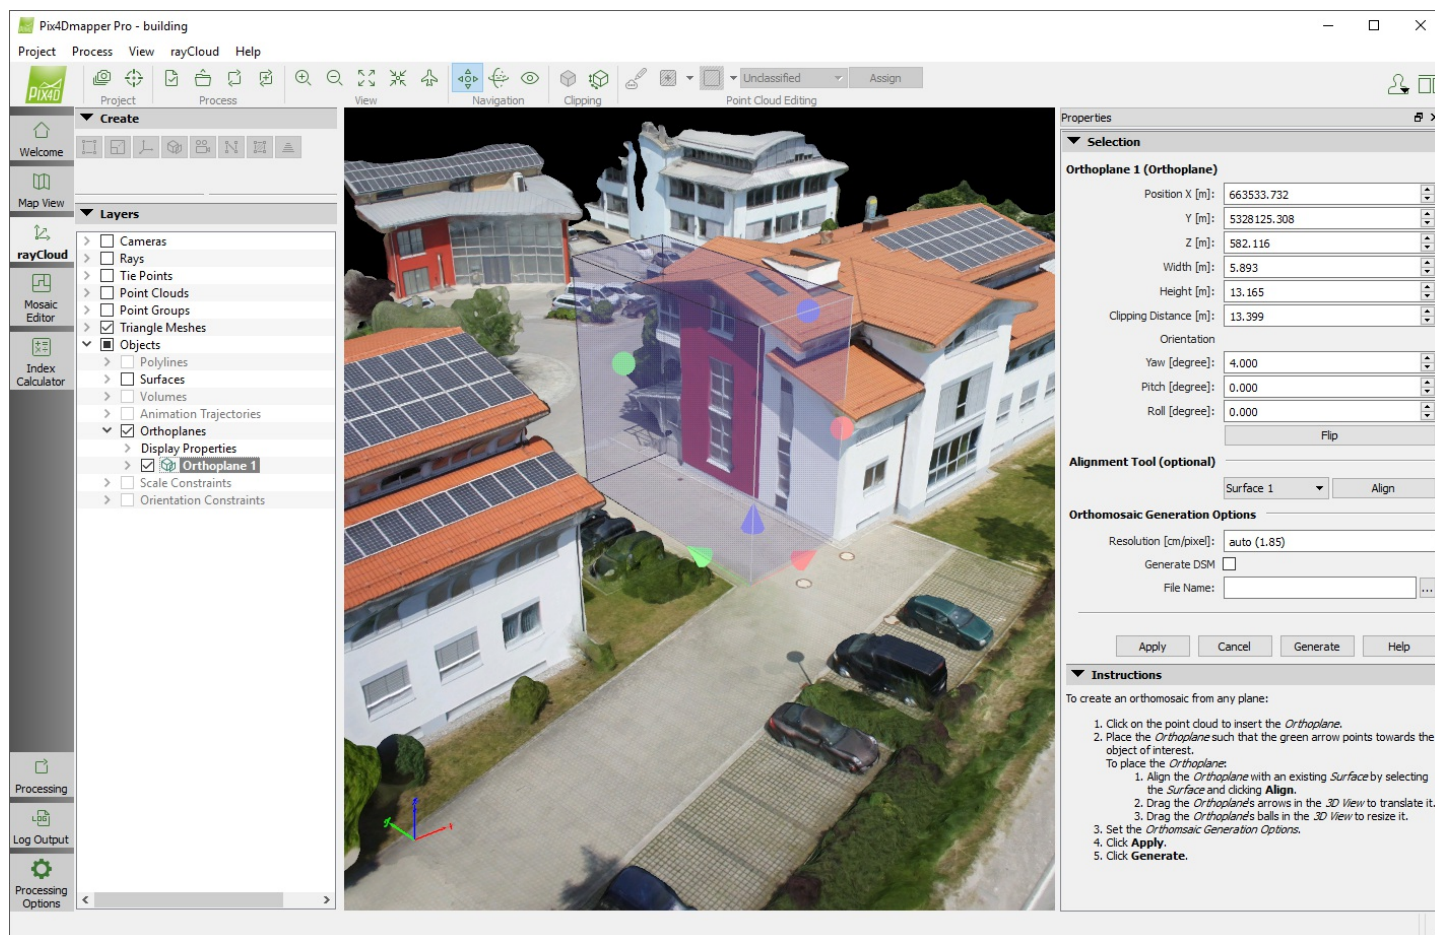 Pix4Dmapper Pro - building
Project Process View rayCloud Help
PIX4D
Unclassified
Assign
Project
Process
View
Navigation
Clipping
Point Cloud Editing
Welcome
Map View
rayCloud
Mosaic
Editor
Index
Calculator
Processing
LOG
Log Output
Processing
Options
Create
Layers
Cameras
Rays
Tie Points
Point Clouds
Point Groups
Triangle Meshes
Objects
Polylines
Surfaces
Volumes
Animation Trajectories
Orthoplanes
Display Properties
Orthoplane 1
Scale Constraints
Orientation Constraints
Properties
Selection
Orthoplane 1 (Orthoplane)
Position X [m]: 663533.732
Y [m]: 5328125.308
Z [m]: 582.116
Width [m]: 5.893
Height [m]: 13.165
Clipping Distance [m]: 13.399
Orientation
Yaw [degree]: 4.000
Pitch [degree]: 0.000
Roll [degree]: 0.000
Flip
Alignment Tool (optional)
Surface 1 Align
Orthomosaic Generation Options
Resolution [cm/pixel]: auto (1.85)
Generate DSM
File Name: ...
Apply Cancel Generate Help
Instructions
To create an orthomosaic from any plane:
1. Click on the point cloud to insert the Orthoplane.
2. Place the Orthoplane such that the green arrow points towards the
object of interest.
To place the Orthoplane:
1. Align the Orthoplane with an existing Surface by selecting
the Surface and clicking Align.
2. Drag the Orthoplane's arrows in the 3D View to translate it.
3. Drag the Orthoplane's balls in the 3D View to resize it.
3. Set the Orthomsaic Generation Options.
4. Click Apply.
5. Click Generate.